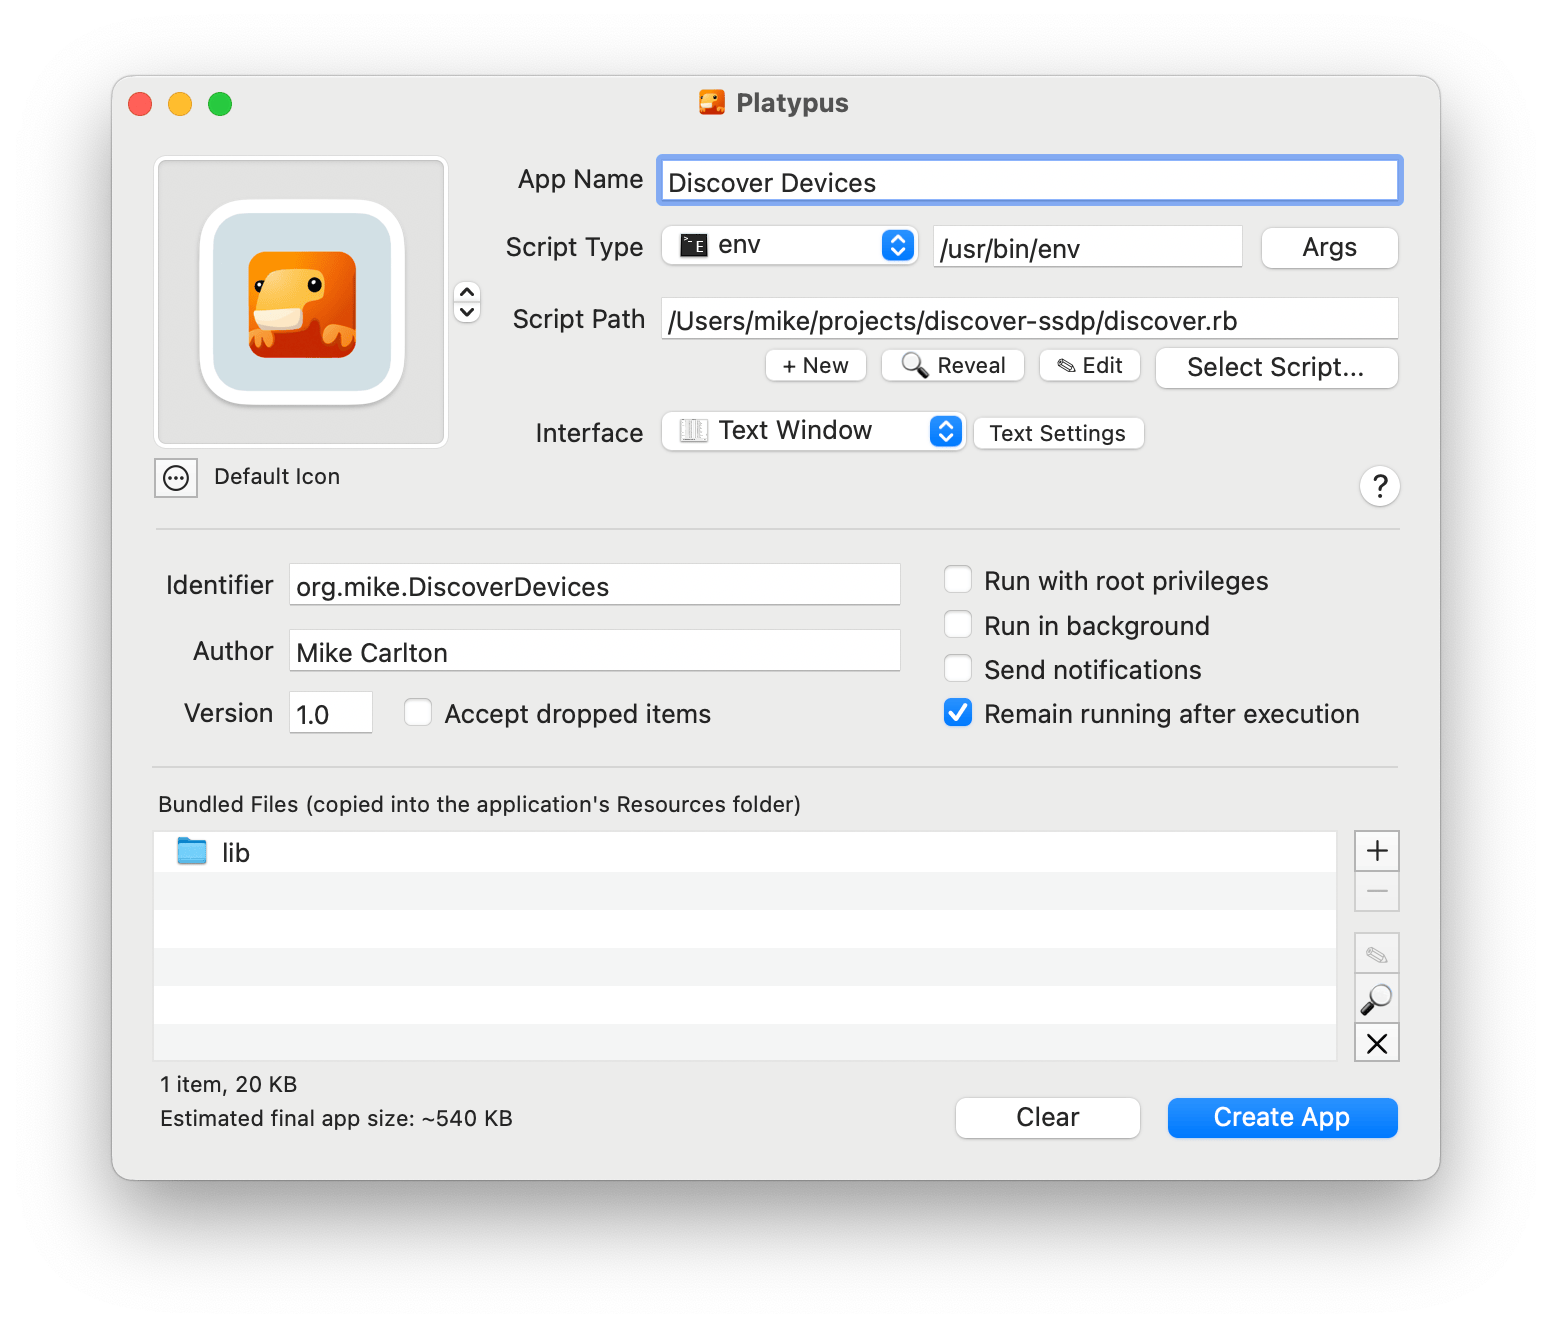 Platypus
App Name Discover Devices
Script Type env /usr/bin/env Args
Script Path /Users/mike/projects/discover-ssdp/discover.rb
+ New Reveal Edit Select Script...
Interface Text Window Text Settings
Default Icon ?
Identifier org.mike.DiscoverDevices
Author Mike Carlton
Version 1.0 Accept dropped items
Run with root privileges
Run in background
Send notifications
Remain running after execution
Bundled Files (copied into the application's Resources folder)
lib
1 item, 20 KB
Estimated final app size: ~540 KB
Clear Create App